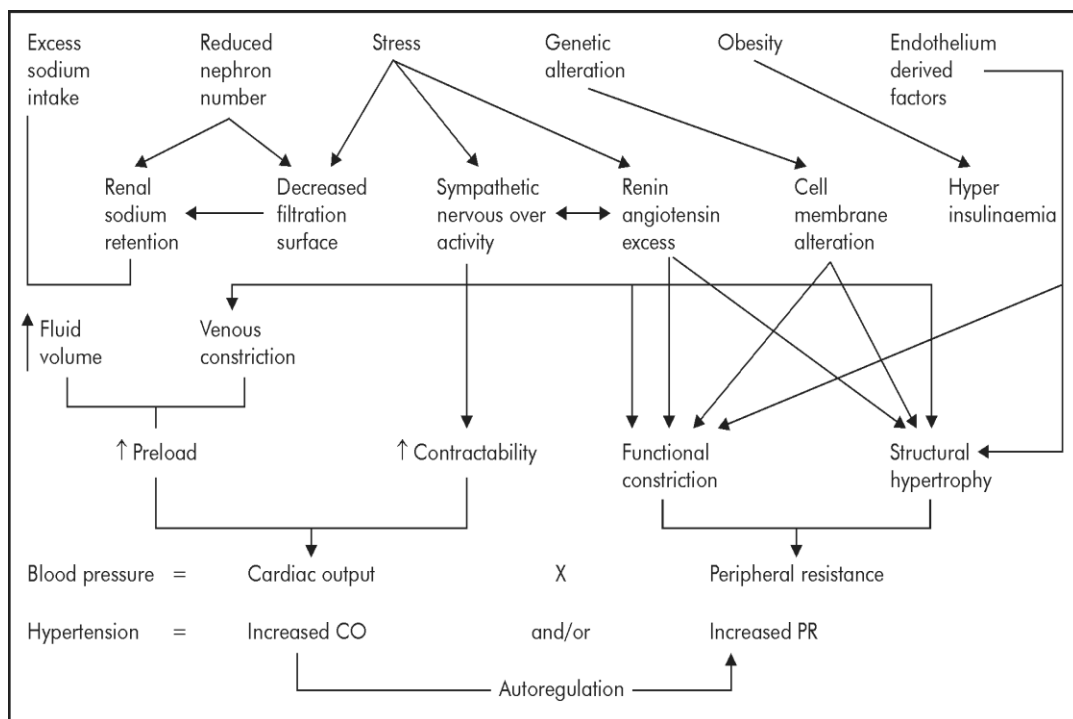 Excess sodium intake
Reduced nephron number
Stress
Genetic alteration
Obesity
Endothelium derived factors
Renal sodium retention
Decreased filtration surface
Sympathetic nervous over activity
Renin angiotensin excess
Cell membrane alteration
Hyper insulinaemia
↑ Fluid volume
Venous constriction
↑ Preload
↑ Contractability
Functional constriction
Structural hypertrophy
Blood pressure = Cardiac output X Peripheral resistance
Hypertension = Increased CO and/or Increased PR
Autoregulation